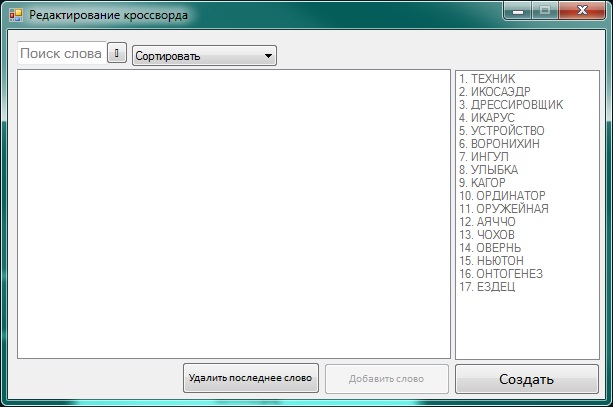 Редактирование кроссворда
Поиск слова
Сортировать
1. ТЕХНИК
2. ИКОСАЭДР
3. ДРЕССИРОВЩИК
4. ИКАРУС
5. УСТРОЙСТВО
6. ВОРОНИХИН
7. ИНГУЛ
8. УЛЫБКА
9. КАГОР
10. ОРДИНАТОР
11. ОРУЖЕЙНАЯ
12. АЯЧЧО
13. ЧОХОВ
14. ОВЕРНЬ
15. НЬЮТОН
16. ОНТОГЕНЕЗ
17. ЕЗДЕЦ
Удалить последнее слово
Добавить слово
Создать